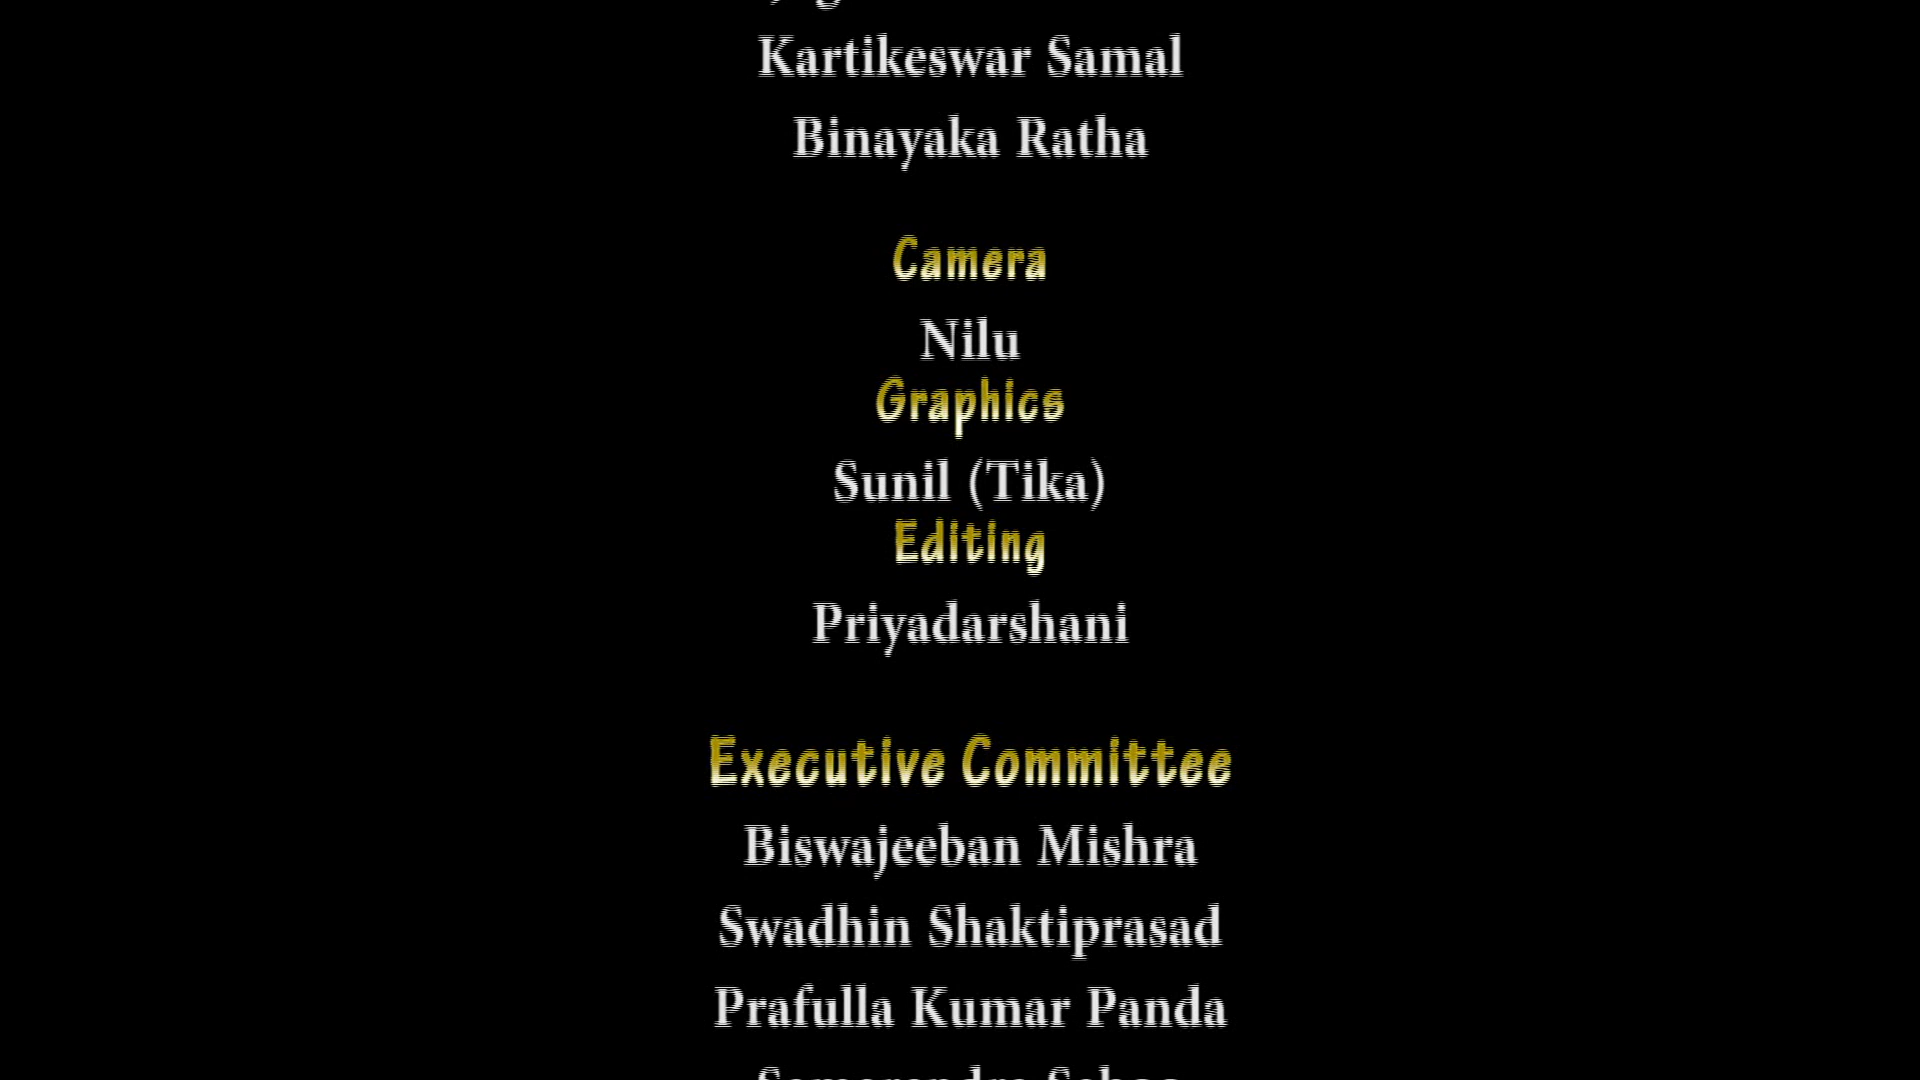 Kartikeswar Samal
Binayaka Ratha
Camera
Nilu
Graphics
Sunil (Tika)
Editing
Priyadarshani
Executive Committee
Biswajeeban Mishra
Swadhin Shaktiprasad
Prafulla Kumar Panda